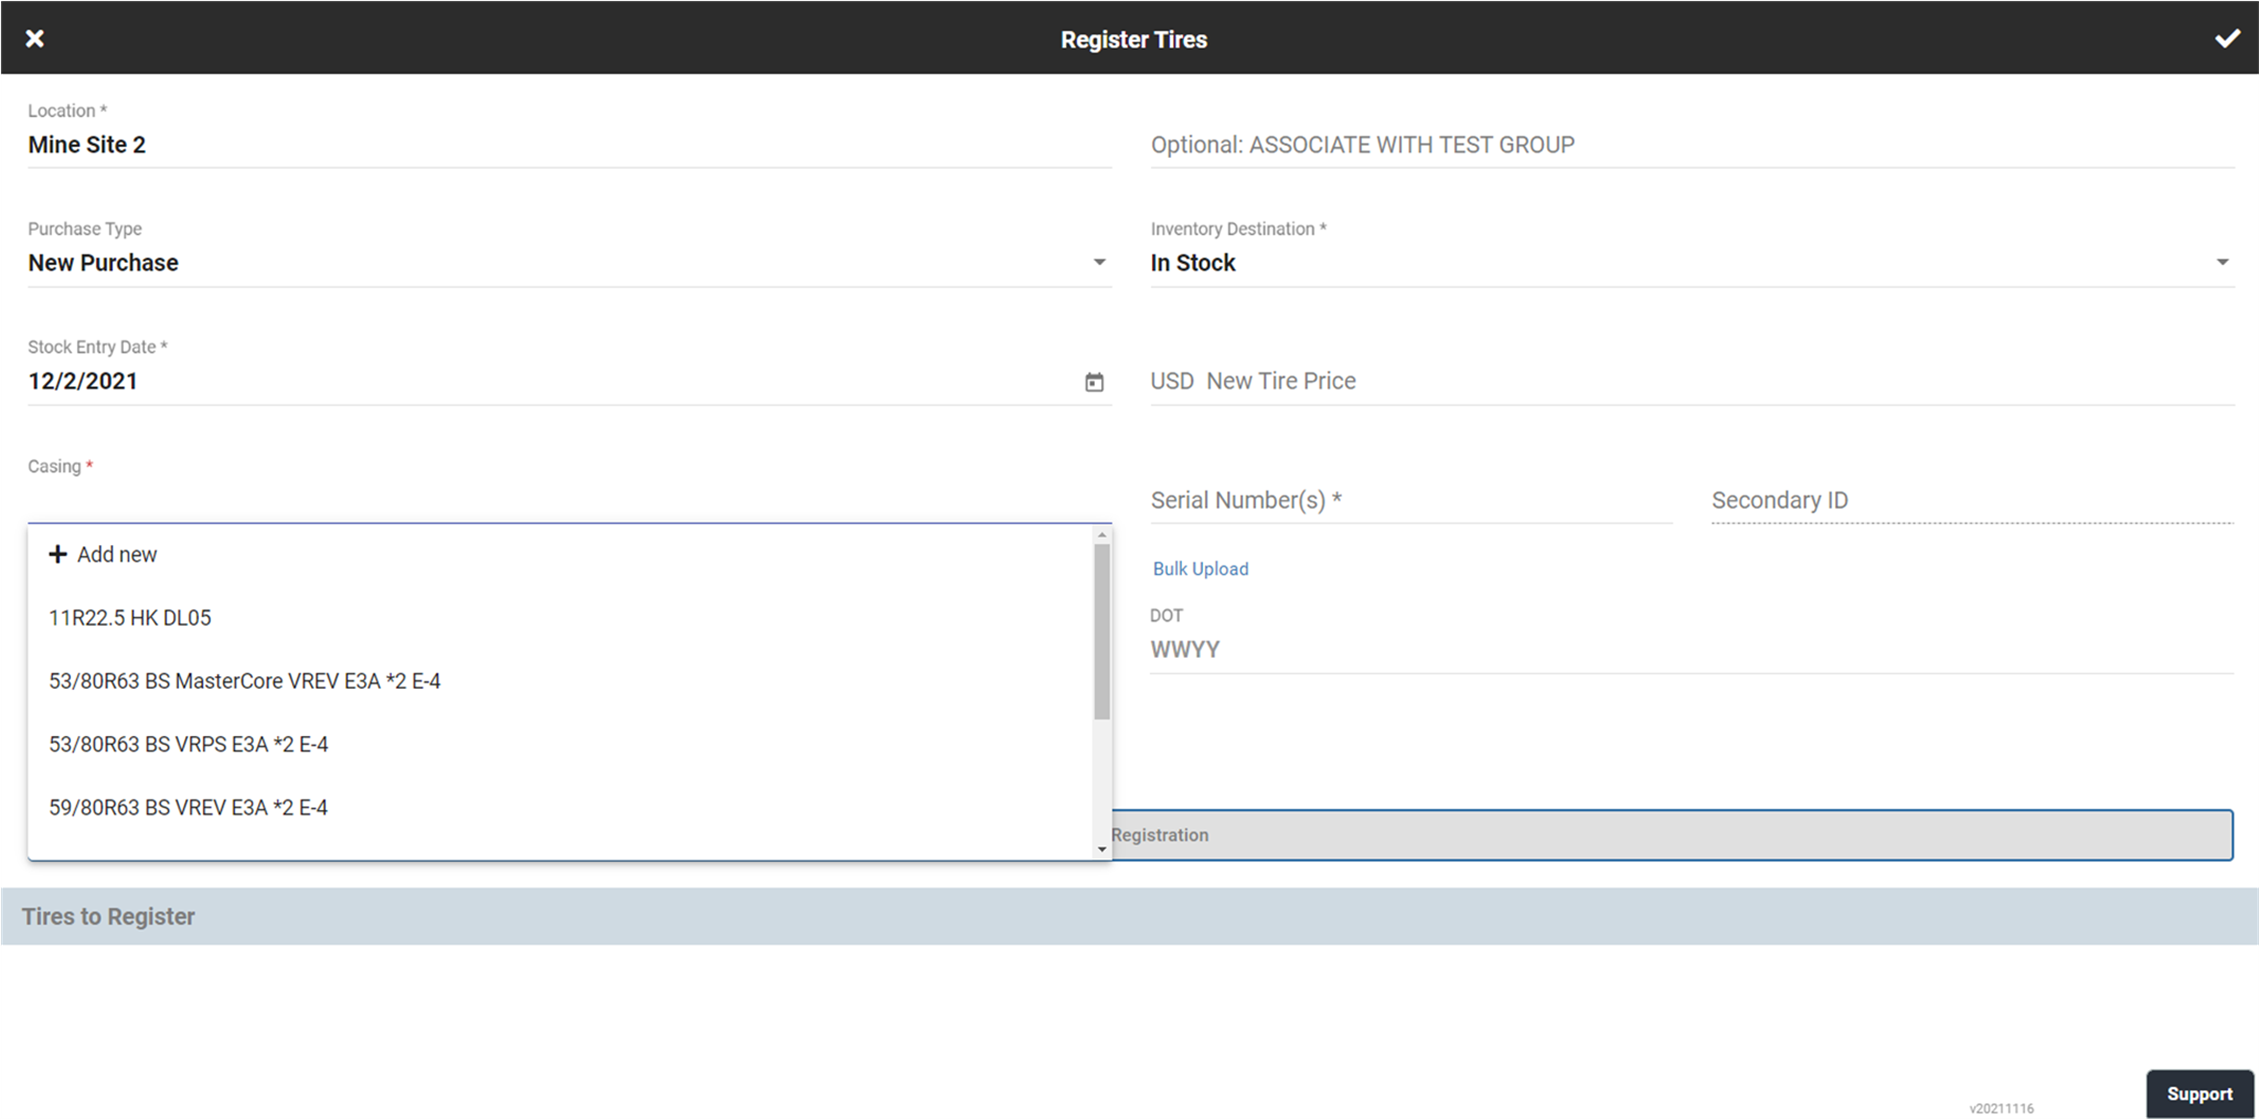 Register Tires
Location *
Mine Site 2
Optional: ASSOCIATE WITH TEST GROUP
Purchase Type
New Purchase
Inventory Destination *
In Stock
Stock Entry Date *
12/2/2021
USD New Tire Price
Casing *
Serial Number(s) *
Secondary ID
+ Add new
11R22.5 HK DL05
53/80R63 BS MasterCore VREV E3A *2 E-4
53/80R63 BS VRPS E3A *2 E-4
59/80R63 BS VREV E3A *2 E-4
Bulk Upload
DOT
WWYY
Registration
Tires to Register
v20211116
Support